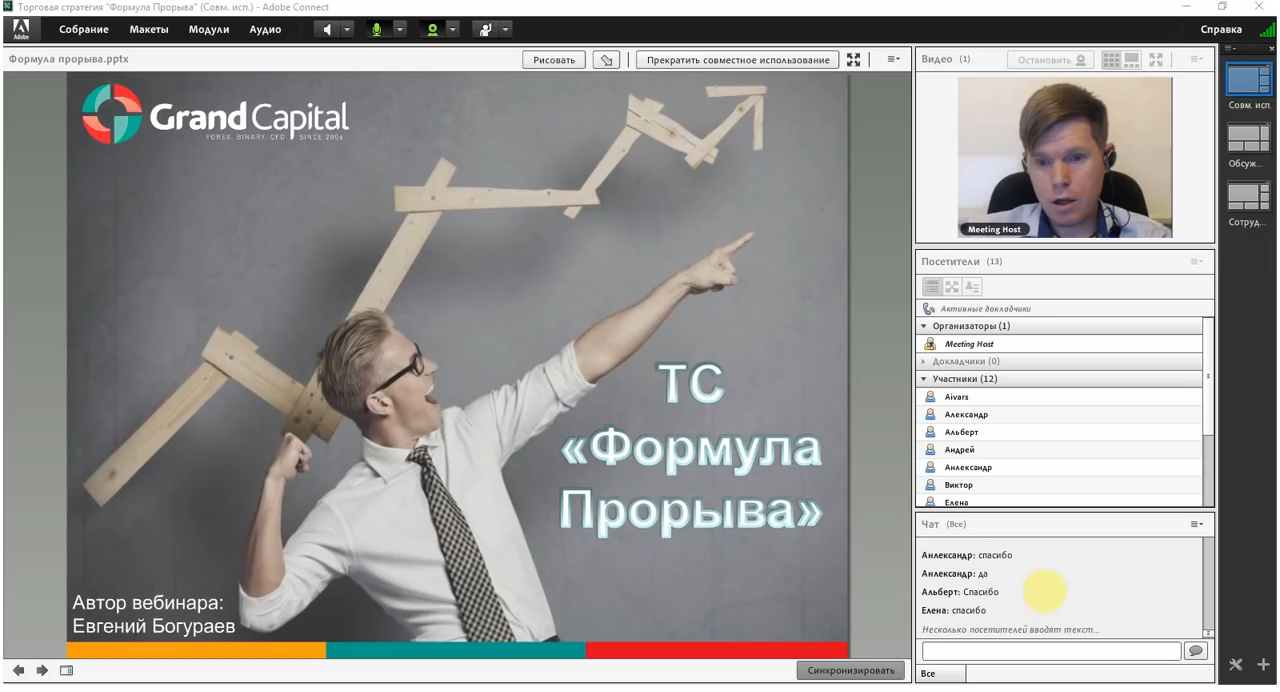 Торговая стратегия "Формула Прорыва" (Совм. исп.) - Adobe Connect
Adobe
Собрание
Макеты
Модули
Аудио
Справка
Формула прорыва.pptx
Рисовать
Прекратить совместное использование
Grand Capital
FOREX. BINARY. CFD | SINCE 2006
ТС
«Формула
Прорыва»
Автор вебинара:
Евгений Богураев
Синхронизировать
Видео (1)
Остановить
Meeting Host
Посетители (13)
Активные докладчики
Организаторы (1)
Meeting Host
Докладчики (0)
Участники (12)
Aivars
Александр
Альберт
Андрей
Анлександр
Виктор
Елена
Чат (Все)
Анлександр: спасибо
Анлександр: да
Альберт: Спасибо
Елена: спасибо
Несколько посетителей вводят текст...
Все
Совм. исп.
Обсуж...
Сотруд...